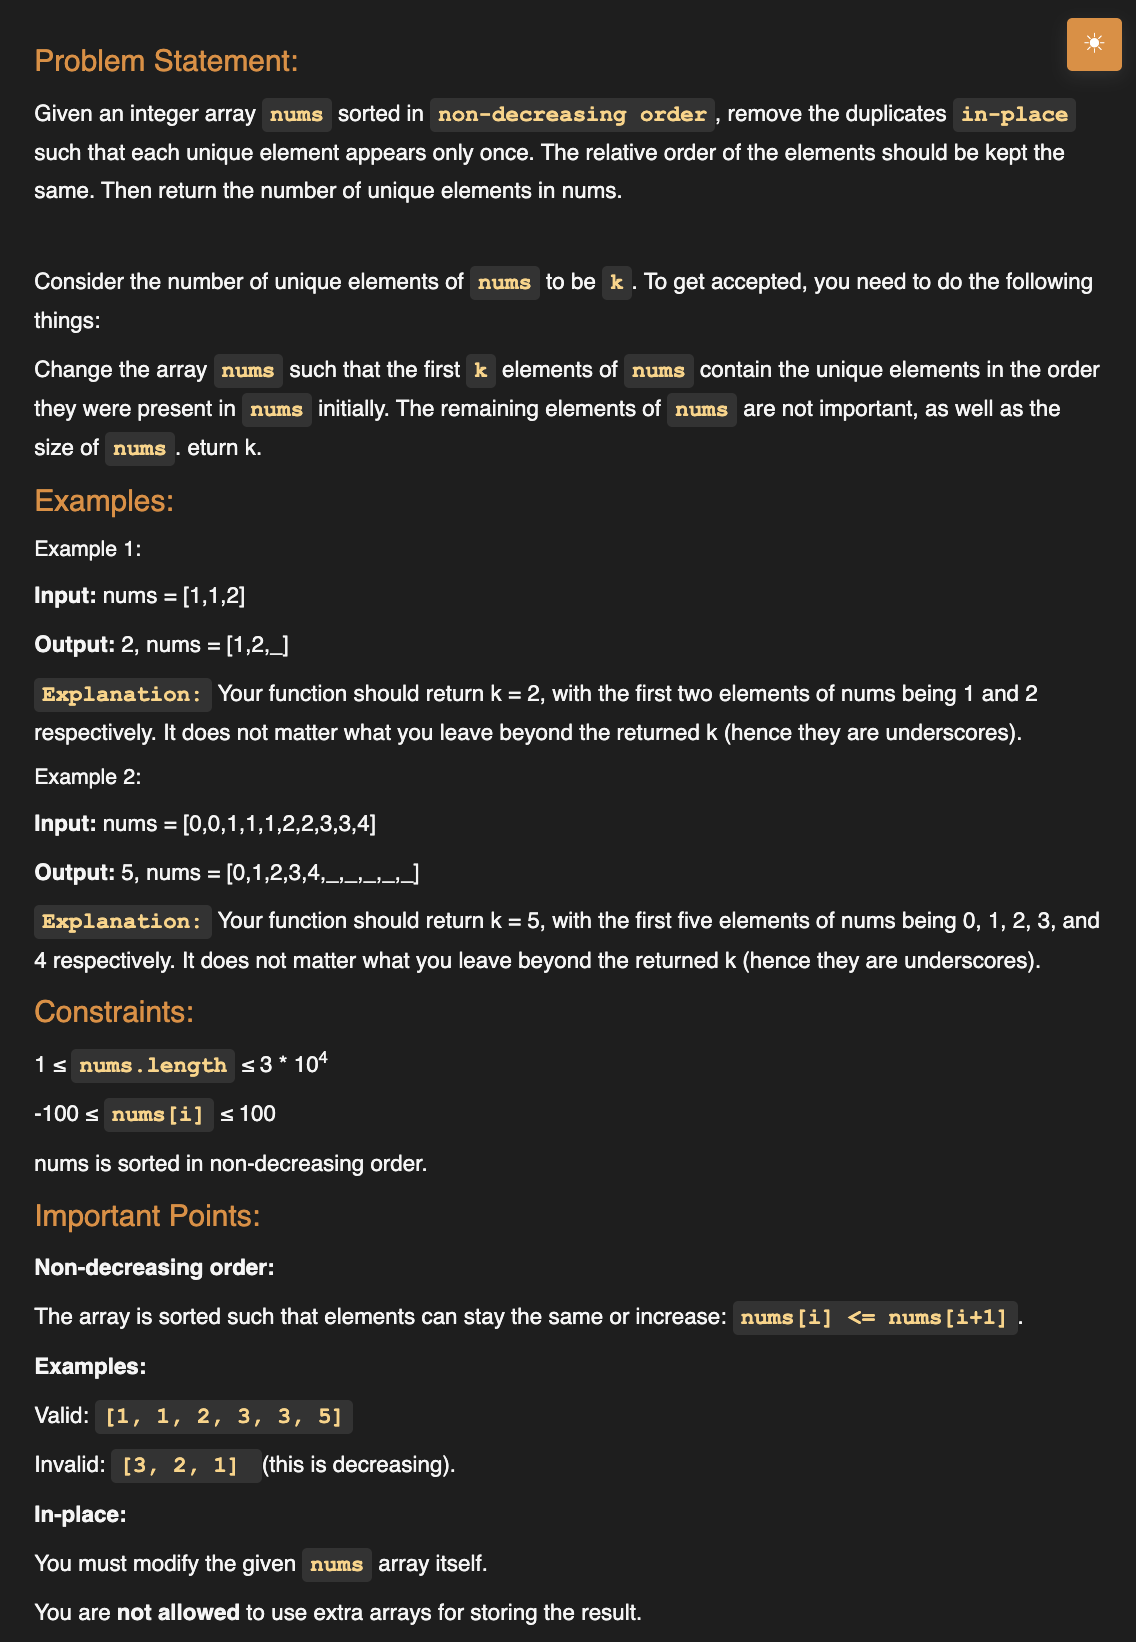 Problem Statement:
Given an integer array nums sorted in non-decreasing order , remove the duplicates in-place
such that each unique element appears only once. The relative order of the elements should be kept the
same. Then return the number of unique elements in nums.
Consider the number of unique elements of nums to be k . To get accepted, you need to do the following
things:
Change the array nums such that the first k elements of nums contain the unique elements in the order
they were present in nums initially. The remaining elements of nums are not important, as well as the
size of nums . eturn k.
Examples:
Example 1:
Input: nums = [1,1,2]
Output: 2, nums = [1,2,_]
Explanation: Your function should return k = 2, with the first two elements of nums being 1 and 2
respectively. It does not matter what you leave beyond the returned k (hence they are underscores).
Example 2:
Input: nums = [0,0,1,1,1,2,2,3,3,4]
Output: 5, nums = [0,1,2,3,4,_,_,_,_,_]
Explanation: Your function should return k = 5, with the first five elements of nums being 0, 1, 2, 3, and
4 respectively. It does not matter what you leave beyond the returned k (hence they are underscores).
Constraints:
1 ≤ nums.length ≤ 3 * 10⁴
-100 ≤ nums[i] ≤ 100
nums is sorted in non-decreasing order.
Important Points:
Non-decreasing order:
The array is sorted such that elements can stay the same or increase: nums[i] <= nums[i+1] .
Examples:
Valid: [1, 1, 2, 3, 3, 5]
Invalid: [3, 2, 1] (this is decreasing).
In-place:
You must modify the given nums array itself.
You are not allowed to use extra arrays for storing the result.